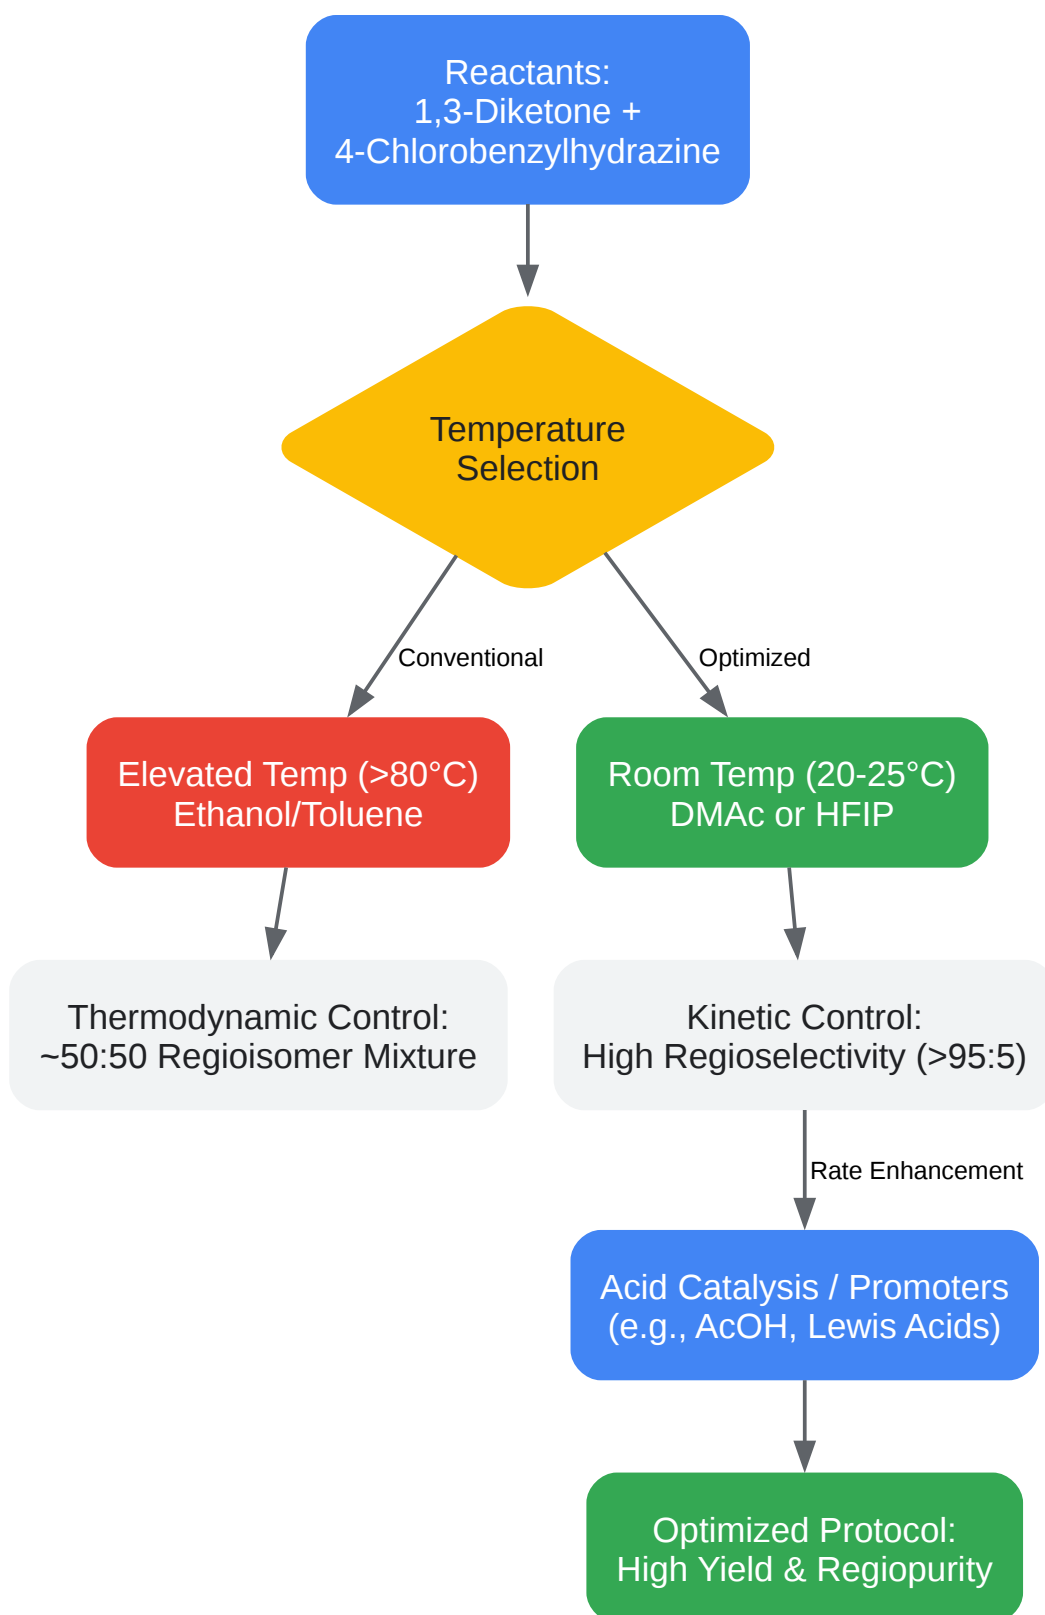 Reactants:
1,3-Diketone +
4-Chlorobenzylhydrazine
Temperature
Selection
Conventional
Optimized
Elevated Temp (>80°C)
Ethanol/Toluene
Room Temp (20-25°C)
DMAc or HFIP
Thermodynamic Control:
~50:50 Regioisomer Mixture
Kinetic Control:
High Regioselectivity (>95:5)
Rate Enhancement
Acid Catalysis / Promoters
(e.g., AcOH, Lewis Acids)
Optimized Protocol:
High Yield & Regiopurity